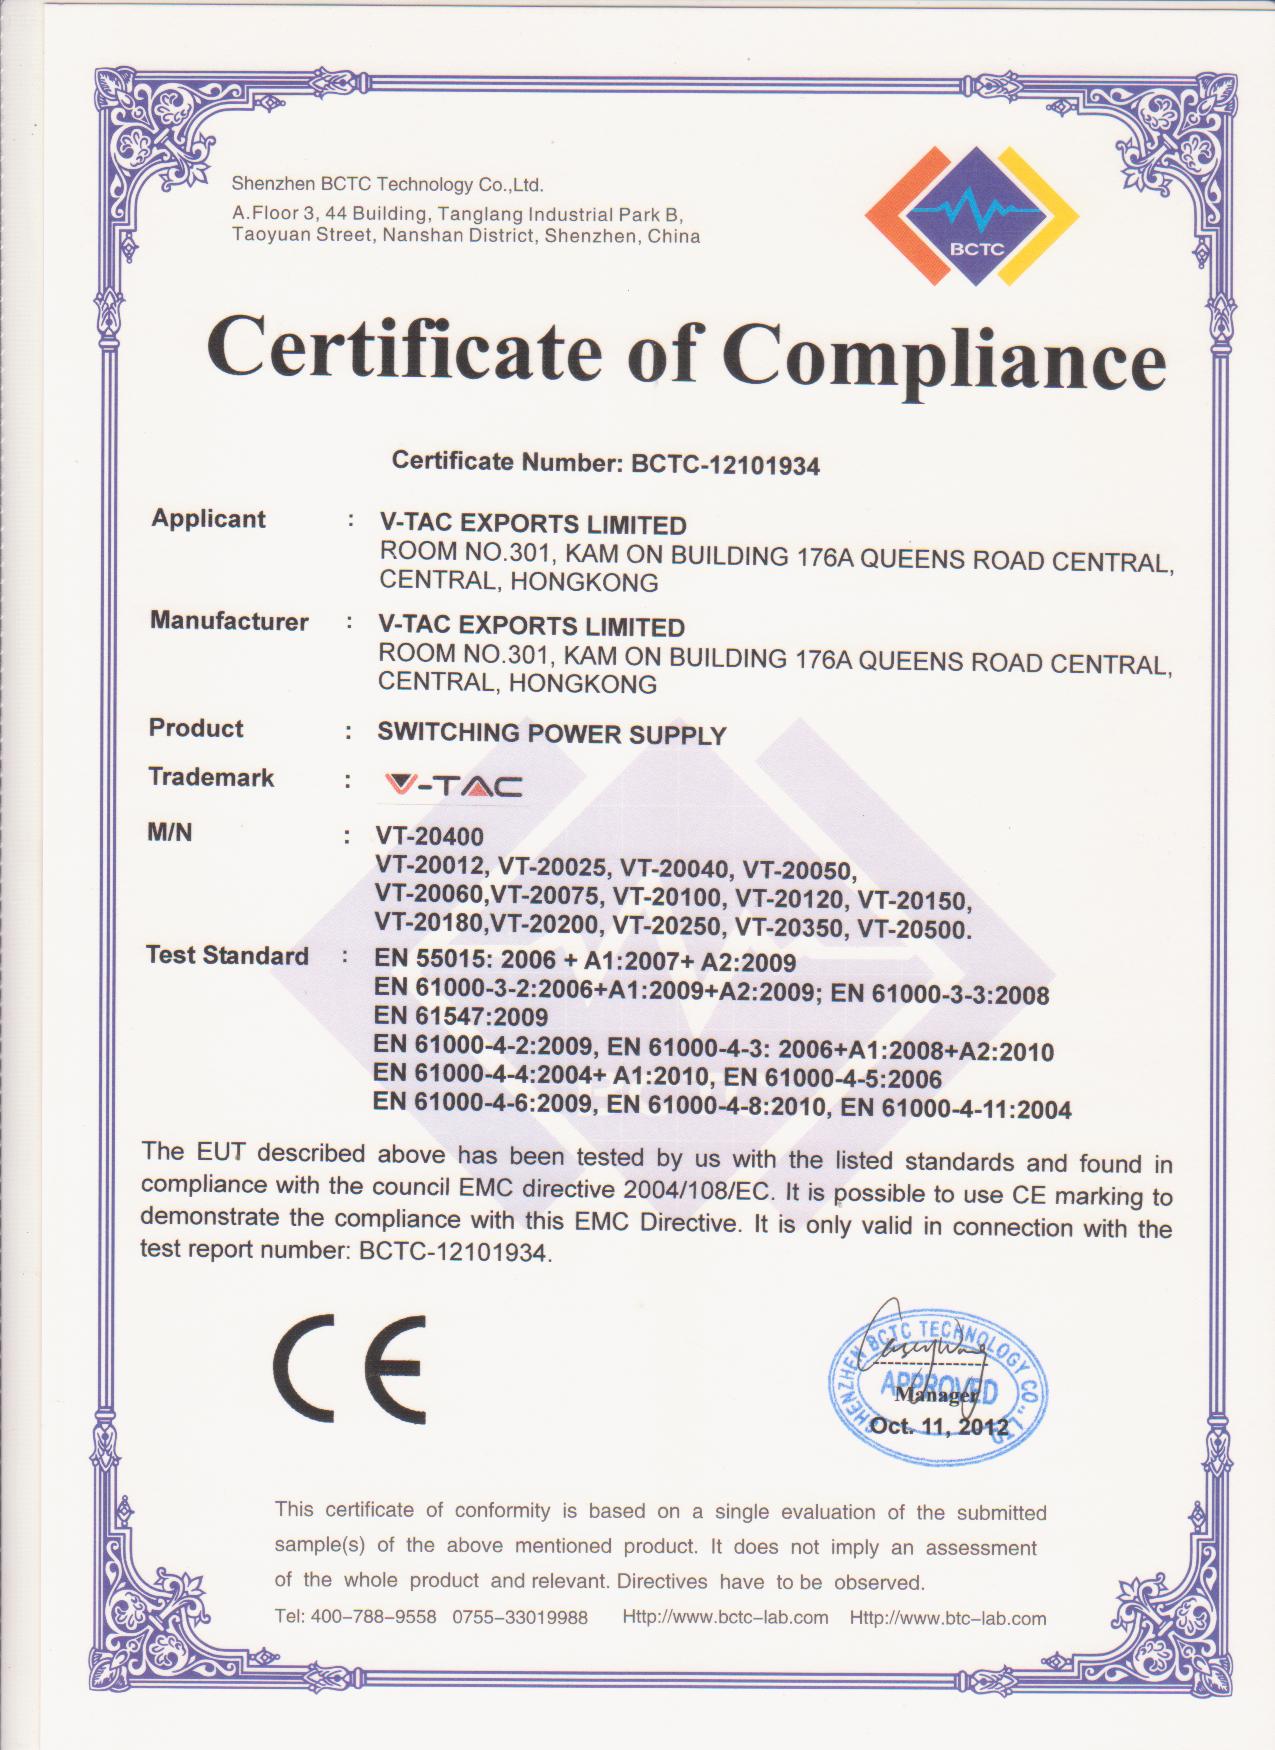 Shenzhen BCTC Technology Co.,Ltd.
A.Floor 3, 44 Building, Tanglang Industrial Park B,
Taoyuan Street, Nanshan District, Shenzhen, China
BCTC
Certificate of Compliance
Certificate Number: BCTC-12101934
Applicant : V-TAC EXPORTS LIMITED
ROOM NO.301, KAM ON BUILDING 176A QUEENS ROAD CENTRAL,
CENTRAL, HONGKONG
Manufacturer : V-TAC EXPORTS LIMITED
ROOM NO.301, KAM ON BUILDING 176A QUEENS ROAD CENTRAL,
CENTRAL, HONGKONG
Product : SWITCHING POWER SUPPLY
Trademark : V-TAC
M/N : VT-20400
VT-20012, VT-20025, VT-20040, VT-20050,
VT-20060,VT-20075, VT-20100, VT-20120, VT-20150,
VT-20180,VT-20200, VT-20250, VT-20350, VT-20500.
Test Standard : EN 55015: 2006 + A1:2007+ A2:2009
EN 61000-3-2:2006+A1:2009+A2:2009; EN 61000-3-3:2008
EN 61547:2009
EN 61000-4-2:2009, EN 61000-4-3: 2006+A1:2008+A2:2010
EN 61000-4-4:2004+ A1:2010, EN 61000-4-5:2006
EN 61000-4-6:2009, EN 61000-4-8:2010, EN 61000-4-11:2004
The EUT described above has been tested by us with the listed standards and found in
compliance with the council EMC directive 2004/108/EC. It is possible to use CE marking to
demonstrate the compliance with this EMC Directive. It is only valid in connection with the
test report number: BCTC-12101934.
CE
SHENZHEN BCTC TECHNOLOGY CO., LTD
APPROVED
Manager
Oct. 11, 2012
This certificate of conformity is based on a single evaluation of the submitted
sample(s) of the above mentioned product. It does not imply an assessment
of the whole product and relevant. Directives have to be observed.
Tel: 400-788-9558 0755-33019988 Http://www.bctc-lab.com Http://www.btc-lab.com